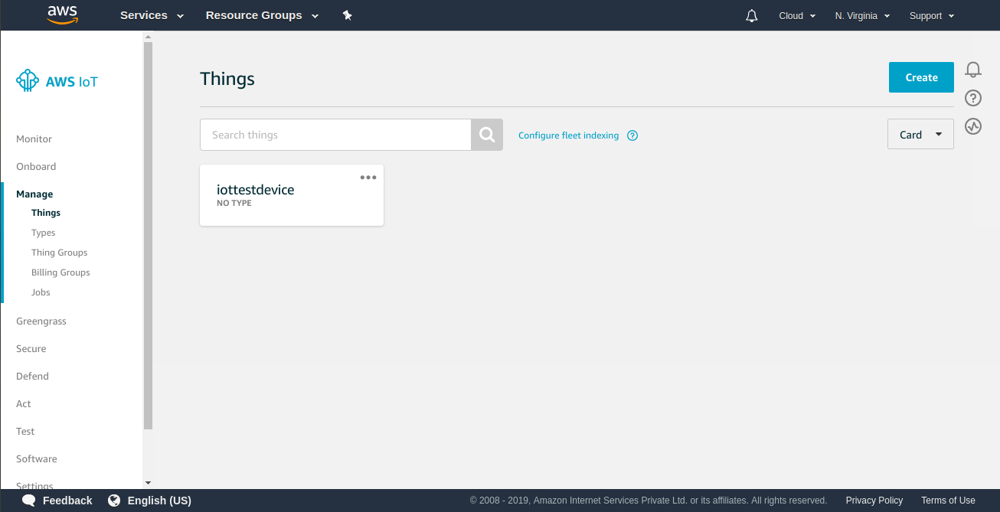 aws
Services
Resource Groups
Cloud
N. Virginia
Support
AWS IoT
Monitor
Onboard
Manage
Things
Types
Thing Groups
Billing Groups
Jobs
Greengrass
Secure
Defend
Act
Test
Software
Settings
Things
Create
Search things
Configure fleet indexing ?
Card
iottestdevice
NO TYPE
?
Feedback
English (US)
© 2008 - 2019, Amazon Internet Services Private Ltd. or its affiliates. All rights reserved.
Privacy Policy
Terms of Use